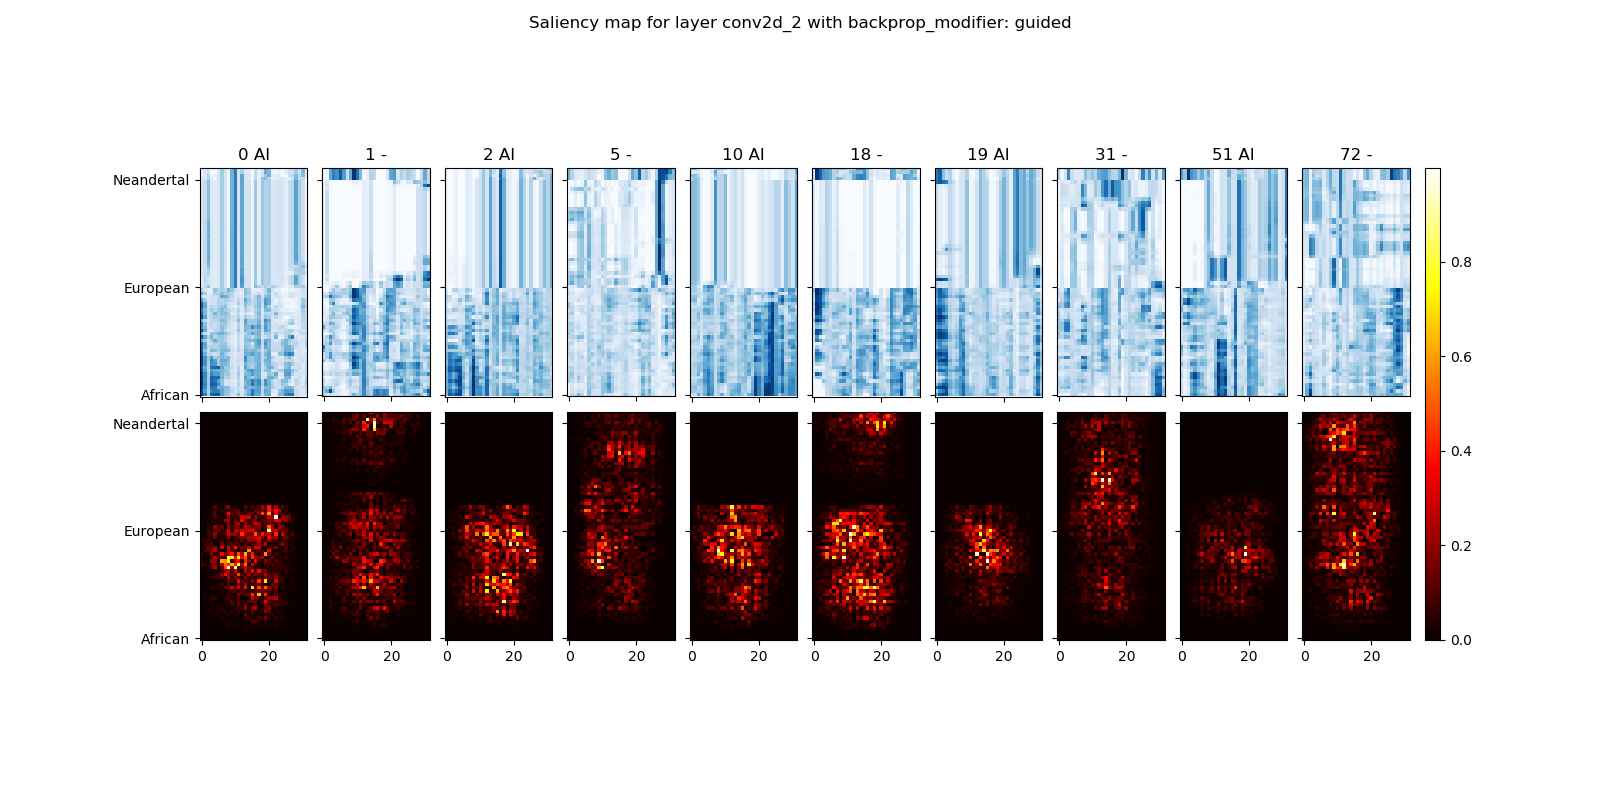 Saliency map for layer conv2d_2 with backprop_modifier: guided
0 AI 1 - 2 AI 5 - 10 AI 18 - 19 AI 31 - 51 AI 72 -
Neandertal
European
African
Neandertal
European
African
0.8
0.6
0.4
0.2
0.0
0 20 0 20 0 20 0 20 0 20 0 20 0 20 0 20 0 20 0 20